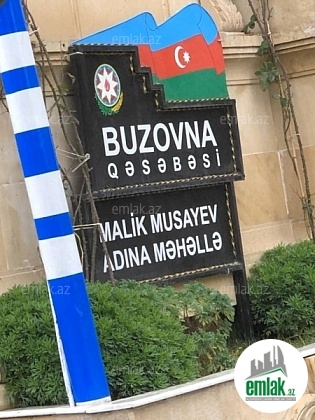 BUZOVNA
QƏSƏBƏSİ
MALİK MUSAYEV
ADINA MƏHƏLLƏ
emlak.az